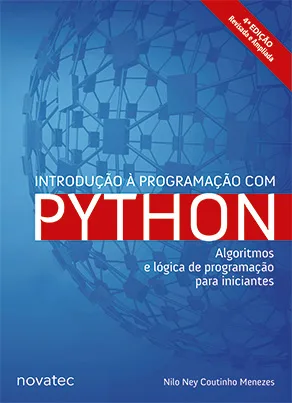 4ª EDIÇÃO
Revisada e Ampliada
INTRODUÇÃO À PROGRAMAÇÃO COM
PYTHON
Algoritmos
e lógica de programação
para iniciantes
novatec
Nilo Ney Coutinho Menezes